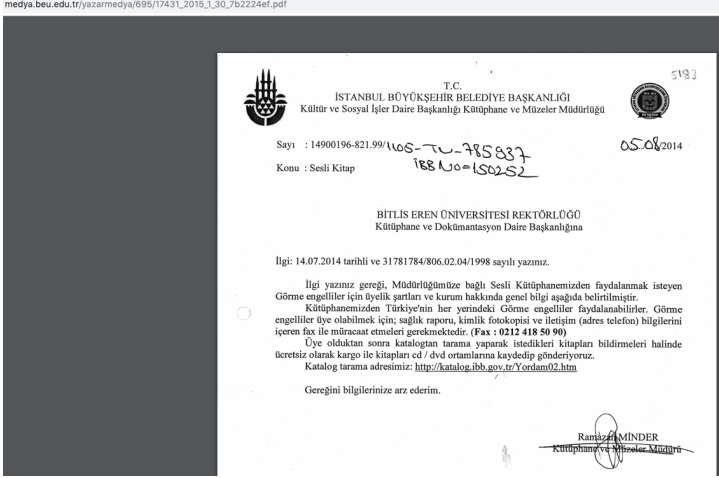 medya.beu.edu.tr/yazarmedya/695/17431_2015_1_30_7b2224ef.pdf
5183
T.C.
İSTANBUL BÜYÜKŞEHİR BELEDİYE BAŞKANLIĞI
Kültür ve Sosyal İşler Daire Başkanlığı Kütüphane ve Müzeler Müdürlüğü
Sayı : 14900196-821.99/1105-TU-785937
05.08/2014
İBB NO=150252
Konu : Sesli Kitap
BİTLİS EREN ÜNİVERSİTESİ REKTÖRLÜĞÜ
Kütüphane ve Dokümantasyon Daire Başkanlığına
İlgi: 14.07.2014 tarihli ve 31781784/806.02.04/1998 sayılı yazınız.
İlgi yazınız gereği, Müdürlüğümüze bağlı Sesli Kütüphanemizden faydalanmak isteyen
Görme engelliler için üyelik şartları ve kurum hakkında genel bilgi aşağıda belirtilmiştir.
Kütüphanemizden Türkiye'nin her yerindeki Görme engelliler faydalanabilirler. Görme
engelliler üye olabilmek için; sağlık raporu, kimlik fotokopisi ve iletişim (adres telefon) bilgilerini
içeren fax ile müracaat etmeleri gerekmektedir. (Fax : 0212 418 50 90)
Üye olduktan sonra katalogtan tarama yaparak istedikleri kitapları bildirmeleri halinde
ücretsiz olarak kargo ile kitapları cd / dvd ortamlarına kaydedip gönderiyoruz.
Katalog tarama adresimiz: http://katalog.ibb.gov.tr/Yordam02.htm
Gereğini bilgilerinize arz ederim.
Ramazan MİNDER
Kütüphane ve Müzeler Müdürü